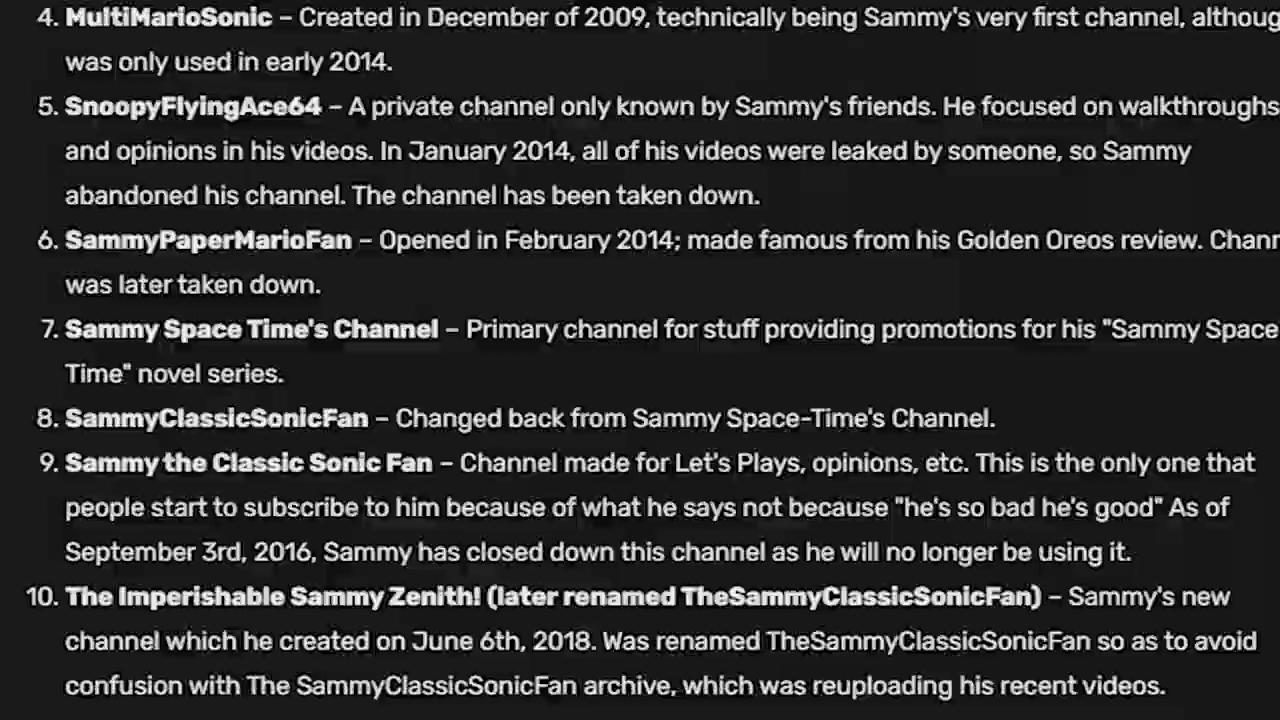 4. MultiMarioSonic – Created in December of 2009, technically being Sammy's very first channel, althoug
was only used in early 2014.
5. SnoopyFlyingAce64 – A private channel only known by Sammy's friends. He focused on walkthroughs
and opinions in his videos. In January 2014, all of his videos were leaked by someone, so Sammy
abandoned his channel. The channel has been taken down.
6. SammyPaperMarioFan – Opened in February 2014; made famous from his Golden Oreos review. Chann
was later taken down.
7. Sammy Space Time's Channel – Primary channel for stuff providing promotions for his "Sammy Space
Time" novel series.
8. SammyClassicSonicFan – Changed back from Sammy Space-Time's Channel.
9. Sammy the Classic Sonic Fan – Channel made for Let's Plays, opinions, etc. This is the only one that
people start to subscribe to him because of what he says not because "he's so bad he's good" As of
September 3rd, 2016, Sammy has closed down this channel as he will no longer be using it.
10. The Imperishable Sammy Zenith! (later renamed TheSammyClassicSonicFan) – Sammy's new
channel which he created on June 6th, 2018. Was renamed TheSammyClassicSonicFan so as to avoid
confusion with The SammyClassicSonicFan archive, which was reuploading his recent videos.